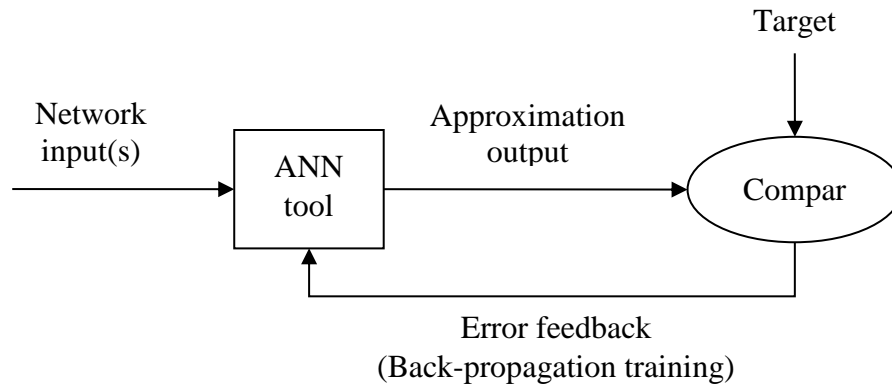 Target
Network
input(s)
Approximation
output
ANN
tool
Compar
Error feedback
(Back-propagation training)